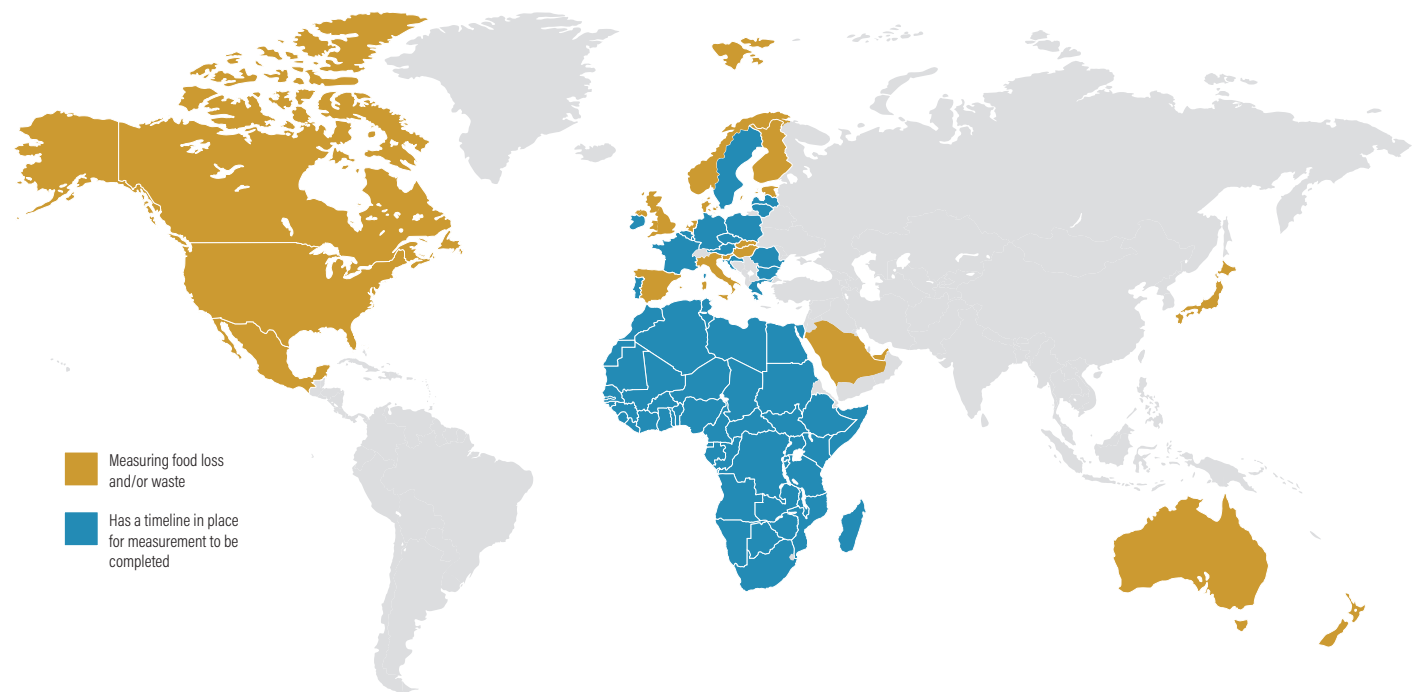 Measuring food loss
and/or waste
Has a timeline in place
for measurement to be
completed